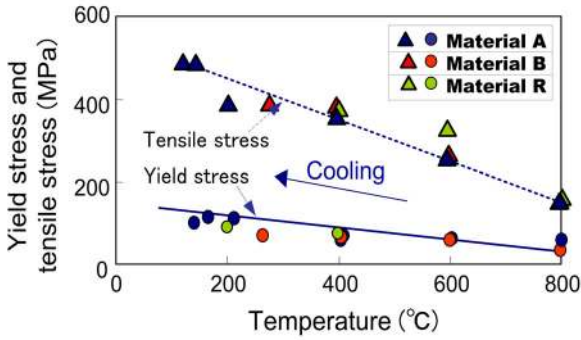 600
400
200
0
Yield stress and
tensile stress (MPa)
Material A
Material B
Material R
Tensile stress
Yield stress
Cooling
0
200
400
600
800
Temperature (℃)